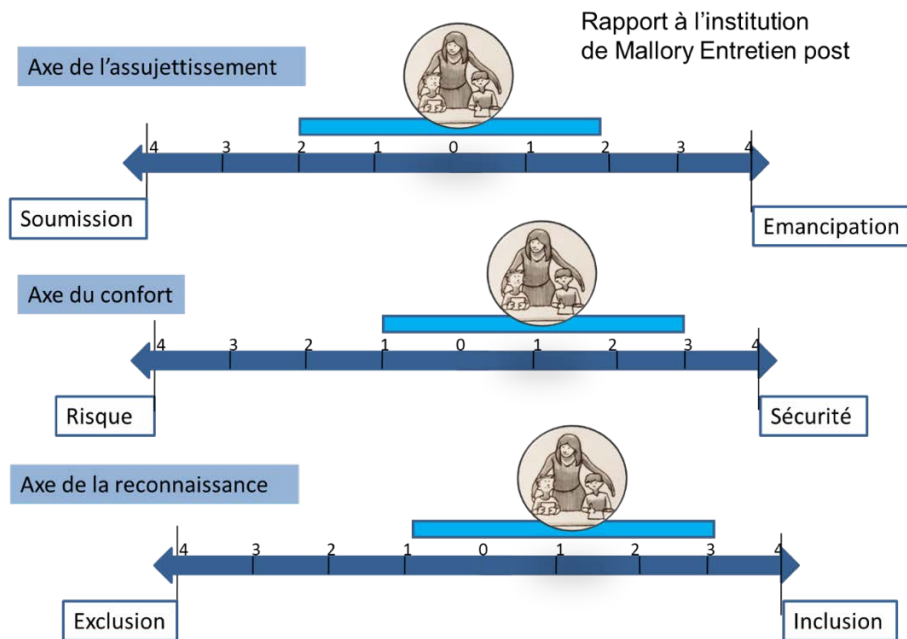 Rapport à l'institution
de Mallory Entretien post
Axe de l'assujettissement
4 3 2 1 0 1 2 3 4
Soumission
Emancipation
Axe du confort
4 3 2 1 0 1 2 3 4
Risque
Sécurité
Axe de la reconnaissance
4 3 2 1 0 1 2 3 4
Exclusion
Inclusion